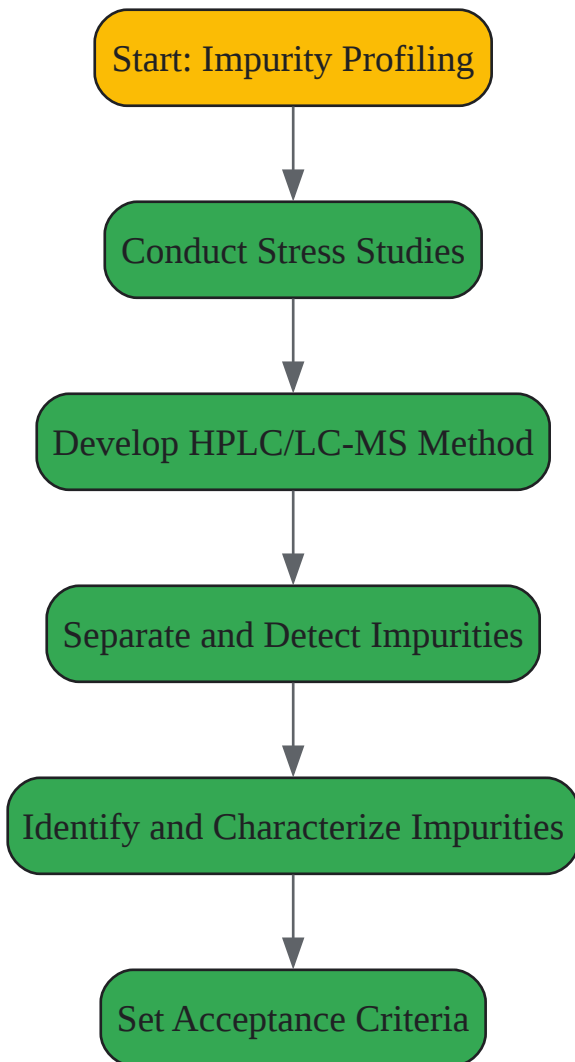 Start: Impurity Profiling
Conduct Stress Studies
Develop HPLC/LC-MS Method
Separate and Detect Impurities
Identify and Characterize Impurities
Set Acceptance Criteria